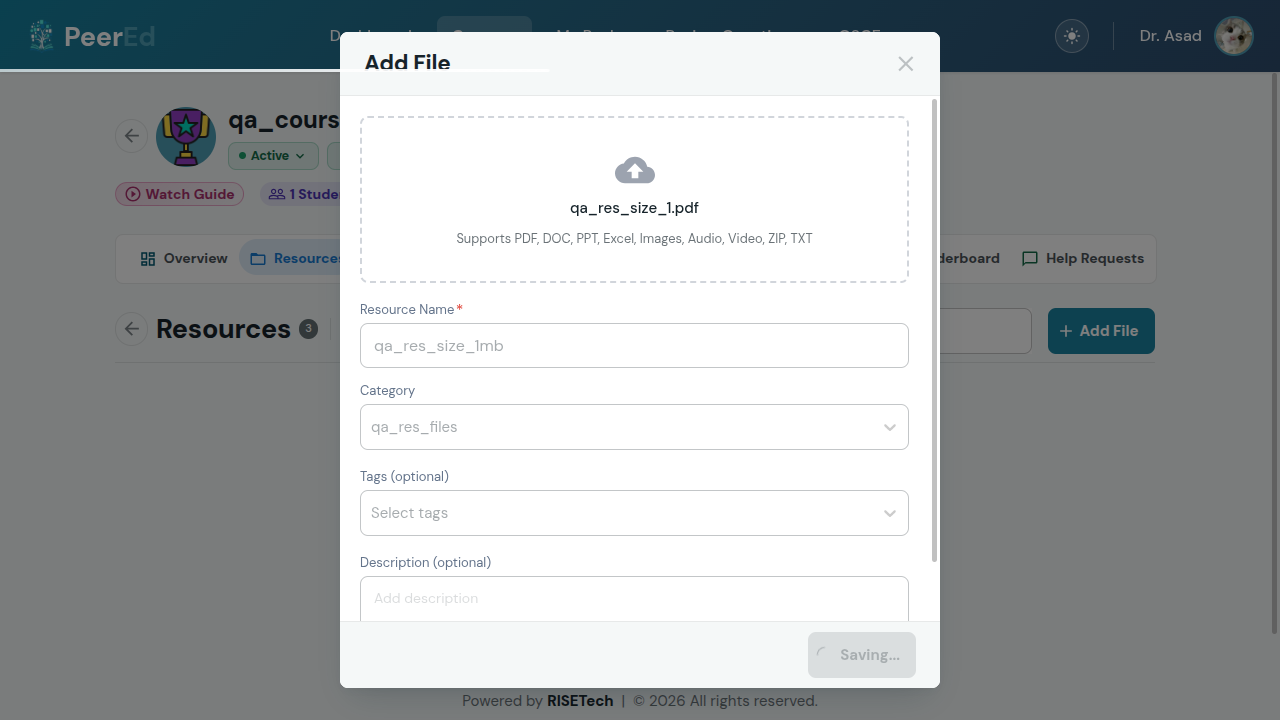 PeerEd
Dr. Asad
Add File
qa_cours
Active
Watch Guide
1 Stude
qa_res_size_1.pdf
Supports PDF, DOC, PPT, Excel, Images, Audio, Video, ZIP, TXT
Overview
Resources
derboard
Help Requests
Resource Name*
Resources 3
qa_res_size_1mb
+ Add File
Category
qa_res_files
Tags (optional)
Select tags
Description (optional)
Add description
Saving...
Powered by RISETech | © 2026 All rights reserved.